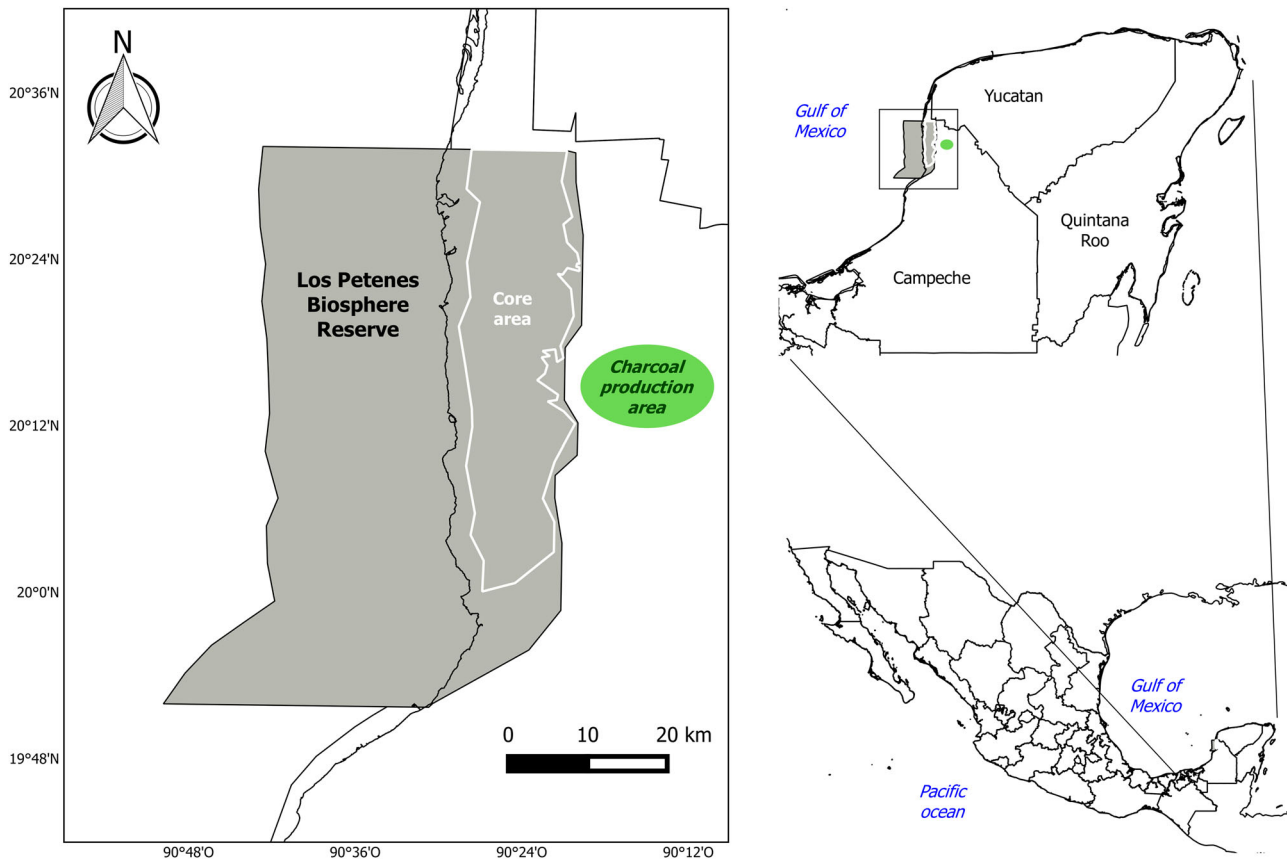 N
20°36'N
20°24'N
20°12'N
20°0'N
19°48'N
90°48'O
90°36'O
90°24'O
90°12'O
Los Petenes
Biosphere
Reserve
Core
area
Charcoal
production
area
0 10 20 km
Gulf of
Mexico
Yucatan
Quintana
Roo
Campeche
Gulf of
Mexico
Pacific
ocean